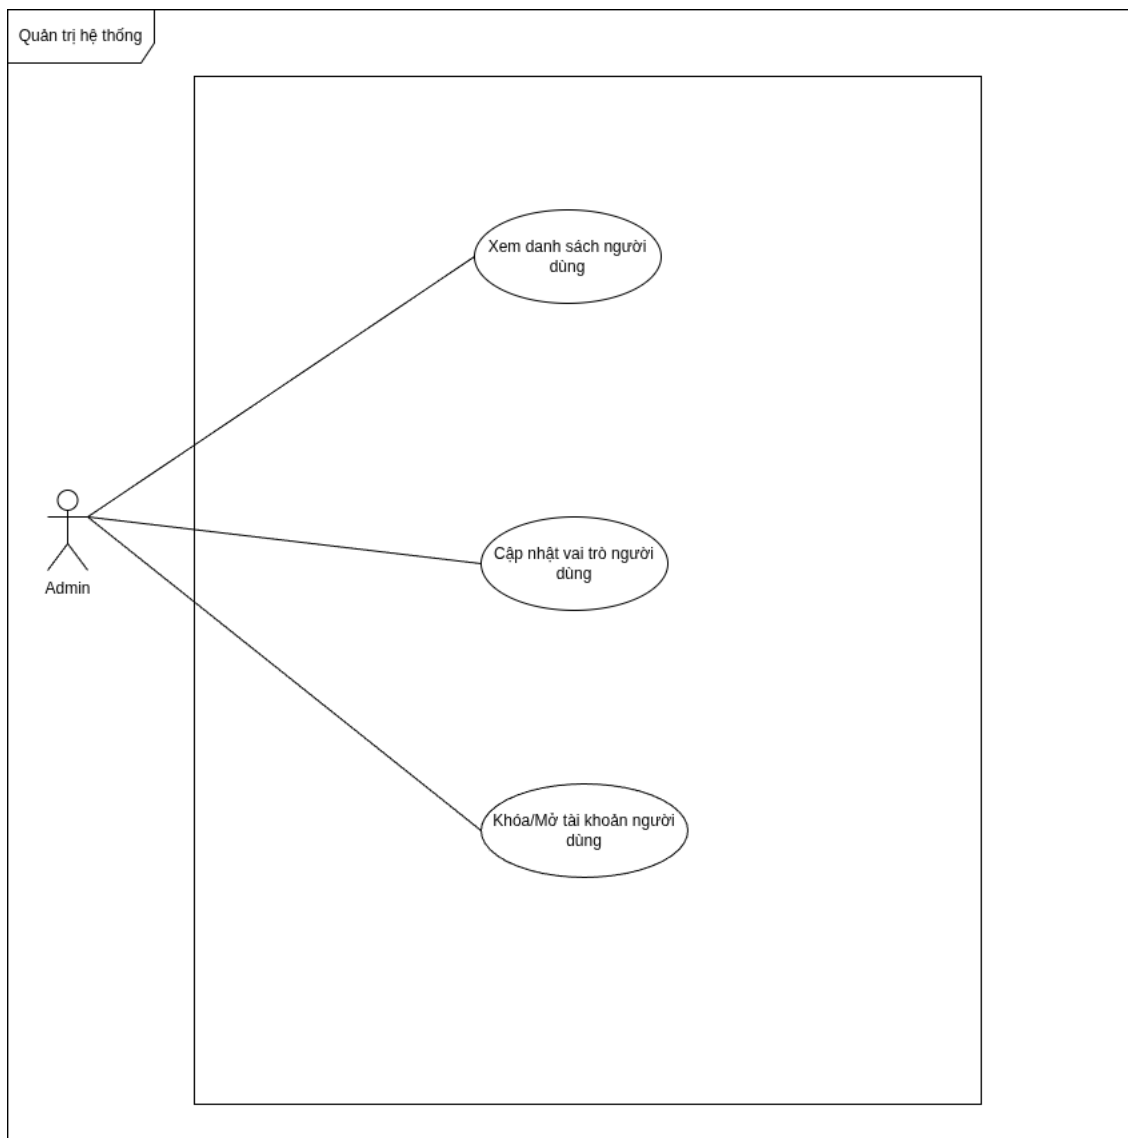 Quản trị hệ thống
Xem danh sách người
dùng
Cập nhật vai trò người
dùng
Admin
Khóa/Mở tài khoản người
dùng